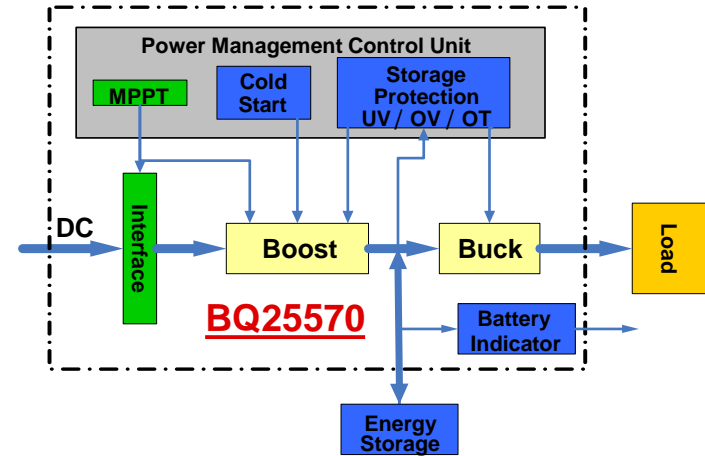 Power Management Control Unit
MPPT
Cold
Start
Storage
Protection
UV / OV / OT
DC
Interface
Boost
Buck
Load
BQ25570
Battery
Indicator
Energy
Storage